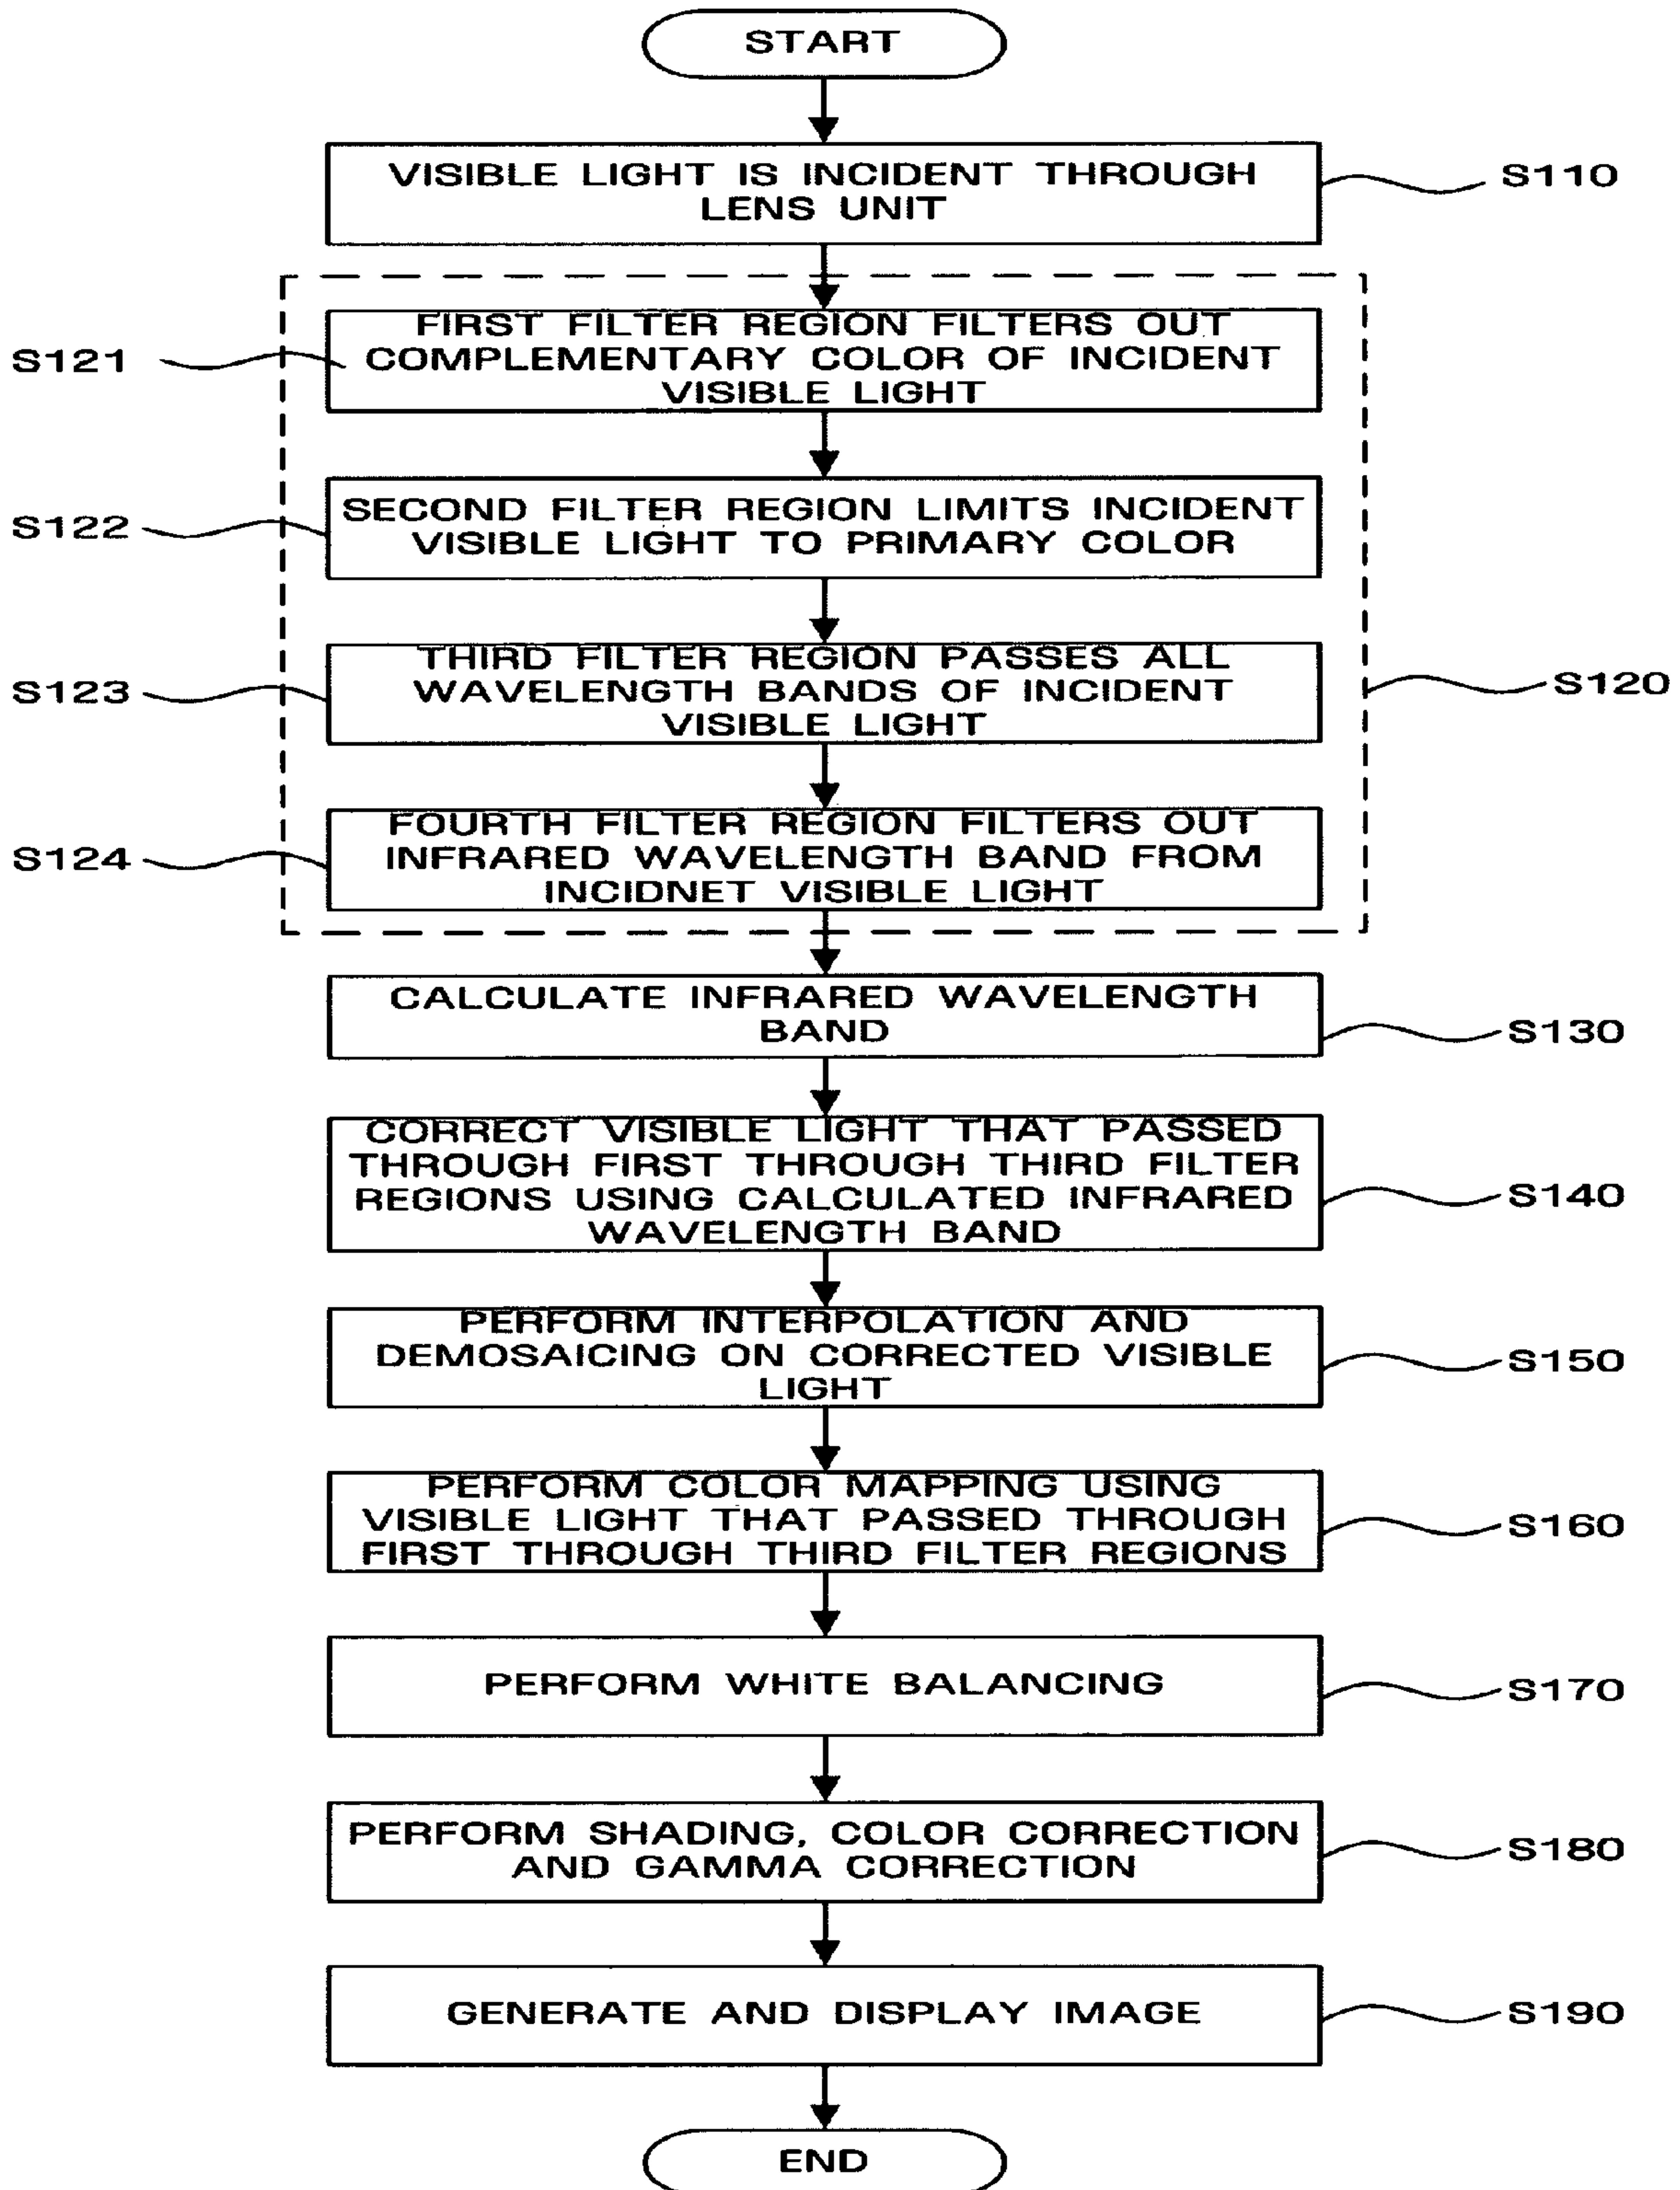 START
VISIBLE LIGHT IS INCIDENT THROUGH
LENS UNIT
S110
FIRST FILTER REGION FILTERS OUT
COMPLEMENTARY COLOR OF INCIDENT
VISIBLE LIGHT
S121
SECOND FILTER REGION LIMITS INCIDENT
VISIBLE LIGHT TO PRIMARY COLOR
S122
THIRD FILTER REGION PASSES ALL
WAVELENGTH BANDS OF INCIDENT
VISIBLE LIGHT
S123
S120
FOURTH FILTER REGION FILTERS OUT
INFRARED WAVELENGTH BAND FROM
INCIDNET VISIBLE LIGHT
S124
CALCULATE INFRARED WAVELENGTH
BAND
S130
CORRECT VISIBLE LIGHT THAT PASSED
THROUGH FIRST THROUGH THIRD FILTER
REGIONS USING CALCULATED INFRARED
WAVELENGTH BAND
S140
PERFORM INTERPOLATION AND
DEMOSAICING ON CORRECTED VISIBLE
LIGHT
S150
PERFORM COLOR MAPPING USING
VISIBLE LIGHT THAT PASSED THROUGH
FIRST THROUGH THIRD FILTER REGIONS
S160
PERFORM WHITE BALANCING
S170
PERFORM SHADING, COLOR CORRECTION
AND GAMMA CORRECTION
S180
GENERATE AND DISPLAY IMAGE
S190
END